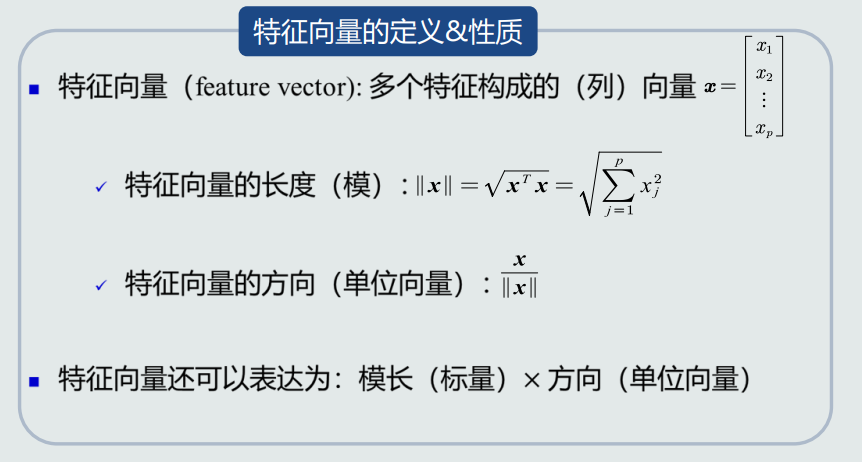 特征向量的定义&性质
特征向量（feature vector): 多个特征构成的（列）向量 $\boldsymbol{x} = \begin{bmatrix} x_1 \\ x_2 \\ \vdots \\ x_p \end{bmatrix}$
特征向量的长度（模）: $\|\boldsymbol{x}\| = \sqrt{\boldsymbol{x}^T \boldsymbol{x}} = \sqrt{\sum_{j=1}^{p} x_j^2}$
特征向量的方向（单位向量）: $\frac{\boldsymbol{x}}{\|\boldsymbol{x}\|}$
特征向量还可以表达为：模长（标量）× 方向（单位向量）